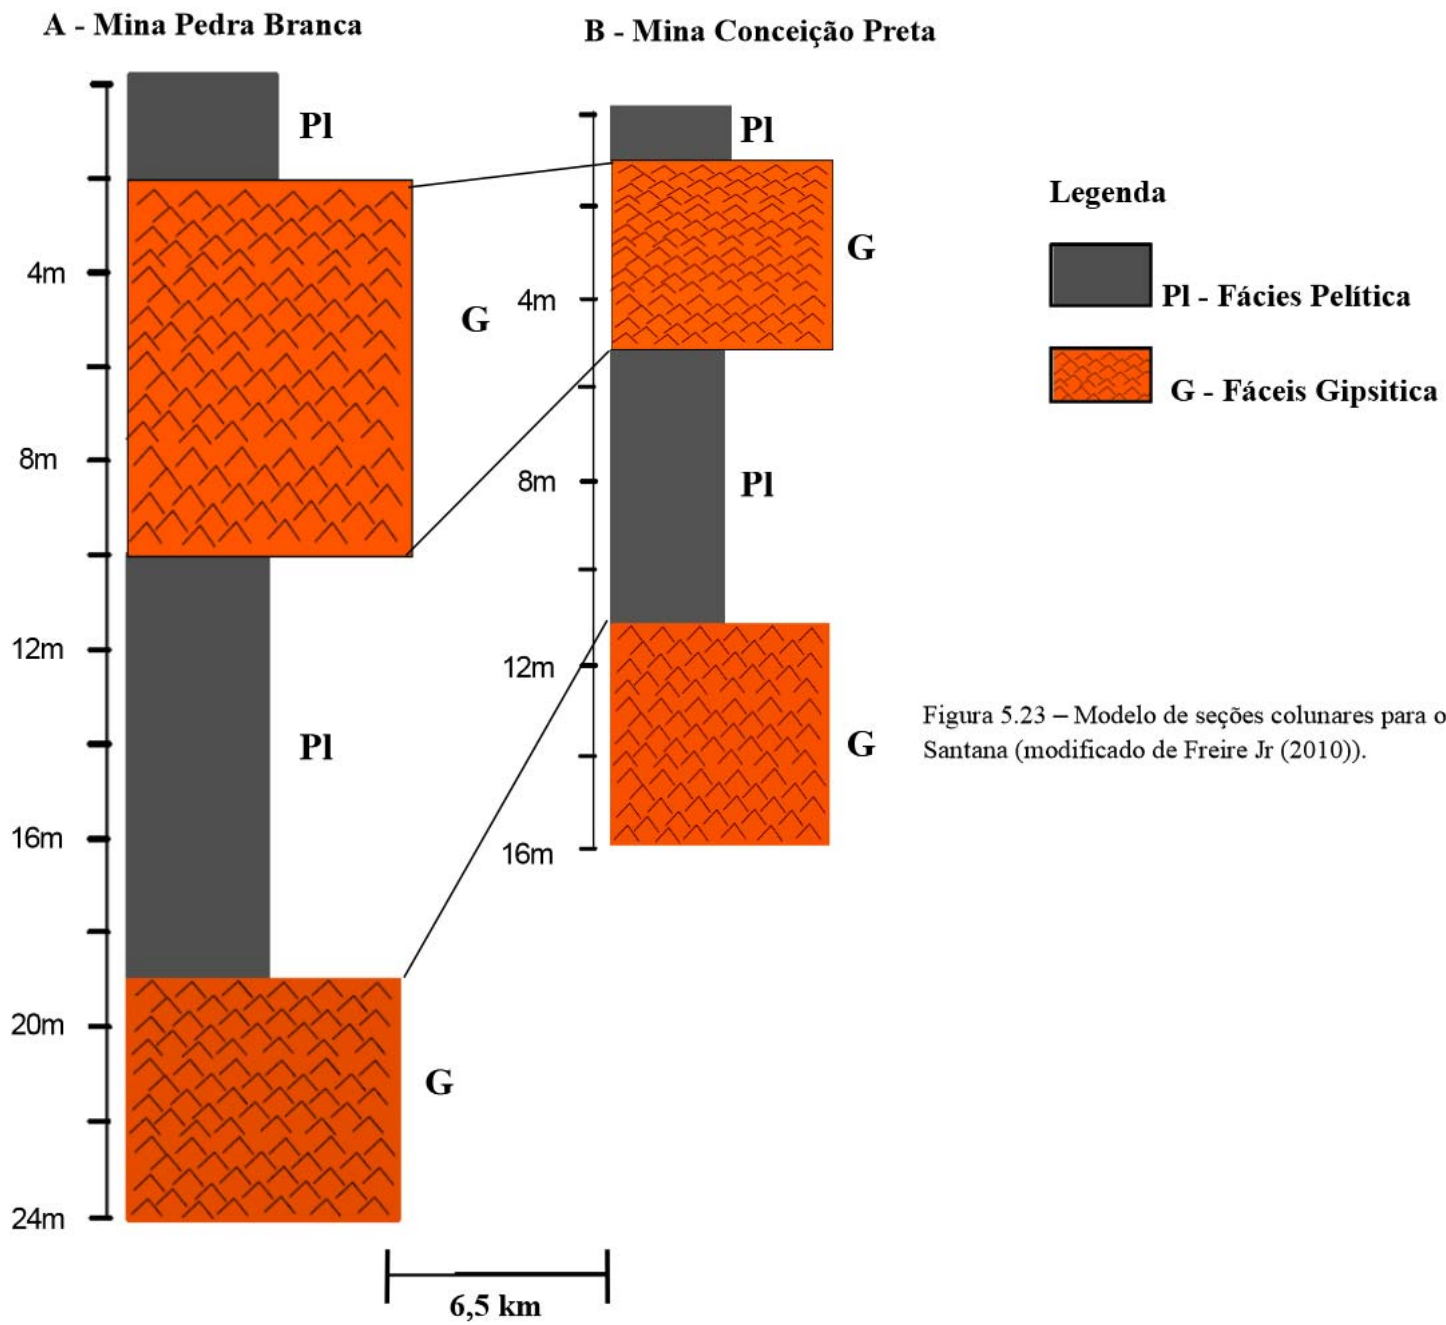 A - Mina Pedra Branca
B - Mina Conceição Preta
Pl
G
Pl
G
4m
8m
12m
16m
20m
24m
Pl
G
Pl
G
4m
8m
12m
16m
Legenda
Pl - Fácies Pelítica
G - Fáceis Gipsitica
Figura 5.23 – Modelo de seções colunares para o
Santana (modificado de Freire Jr (2010)).
6,5 km